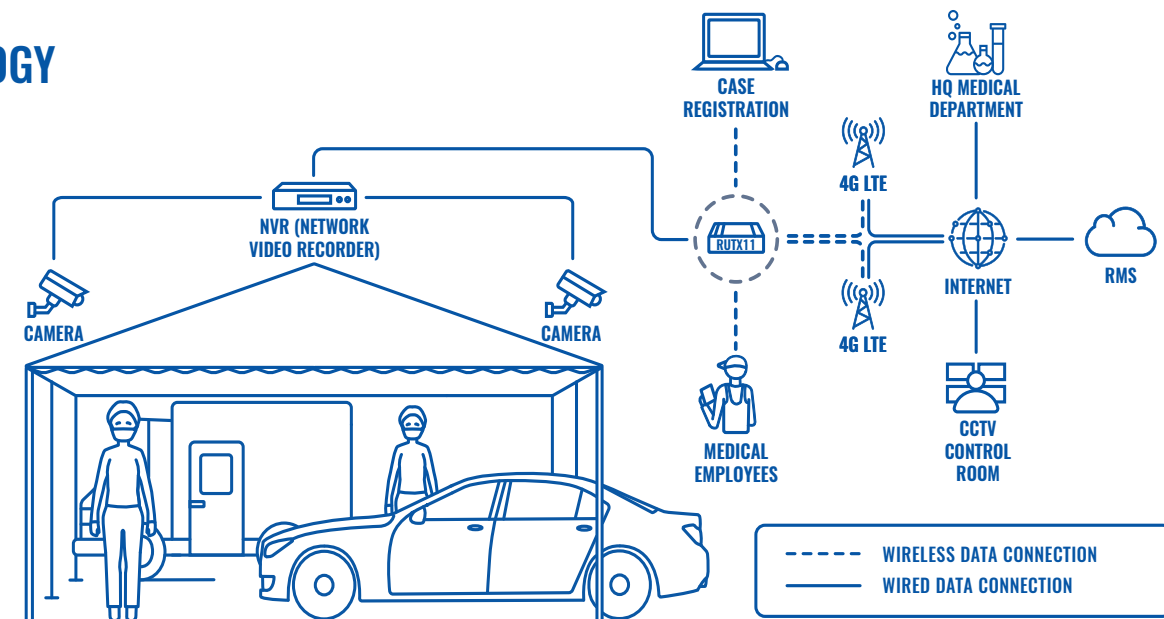 OGY
CASE
REGISTRATION
HQ MEDICAL
DEPARTMENT
4G LTE
NVR (NETWORK
VIDEO RECORDER)
RUTX11
INTERNET
RMS
CAMERA
CAMERA
4G LTE
MEDICAL
EMPLOYEES
CCTV
CONTROL
ROOM
WIRELESS DATA CONNECTION
WIRED DATA CONNECTION